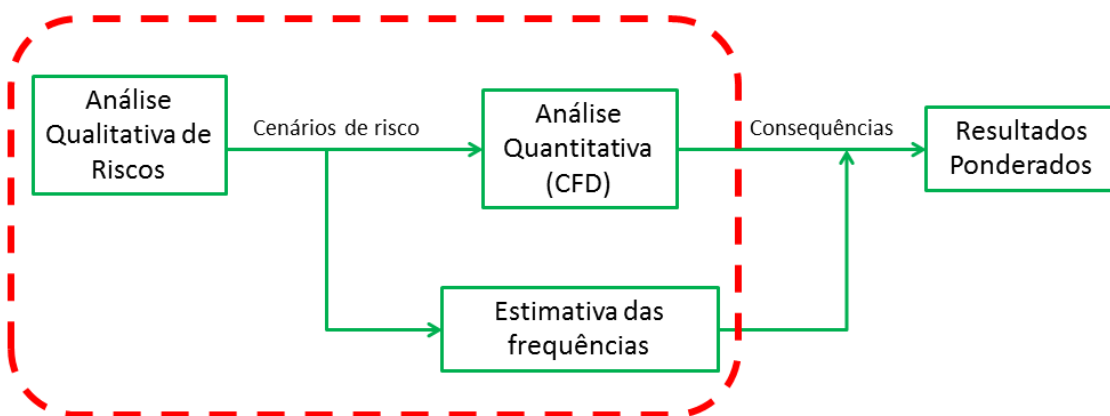 Análise
Qualitativa de
Riscos
Cenários de risco
Análise
Quantitativa
(CFD)
Consequências
Resultados
Ponderados
Estimativa das
frequências